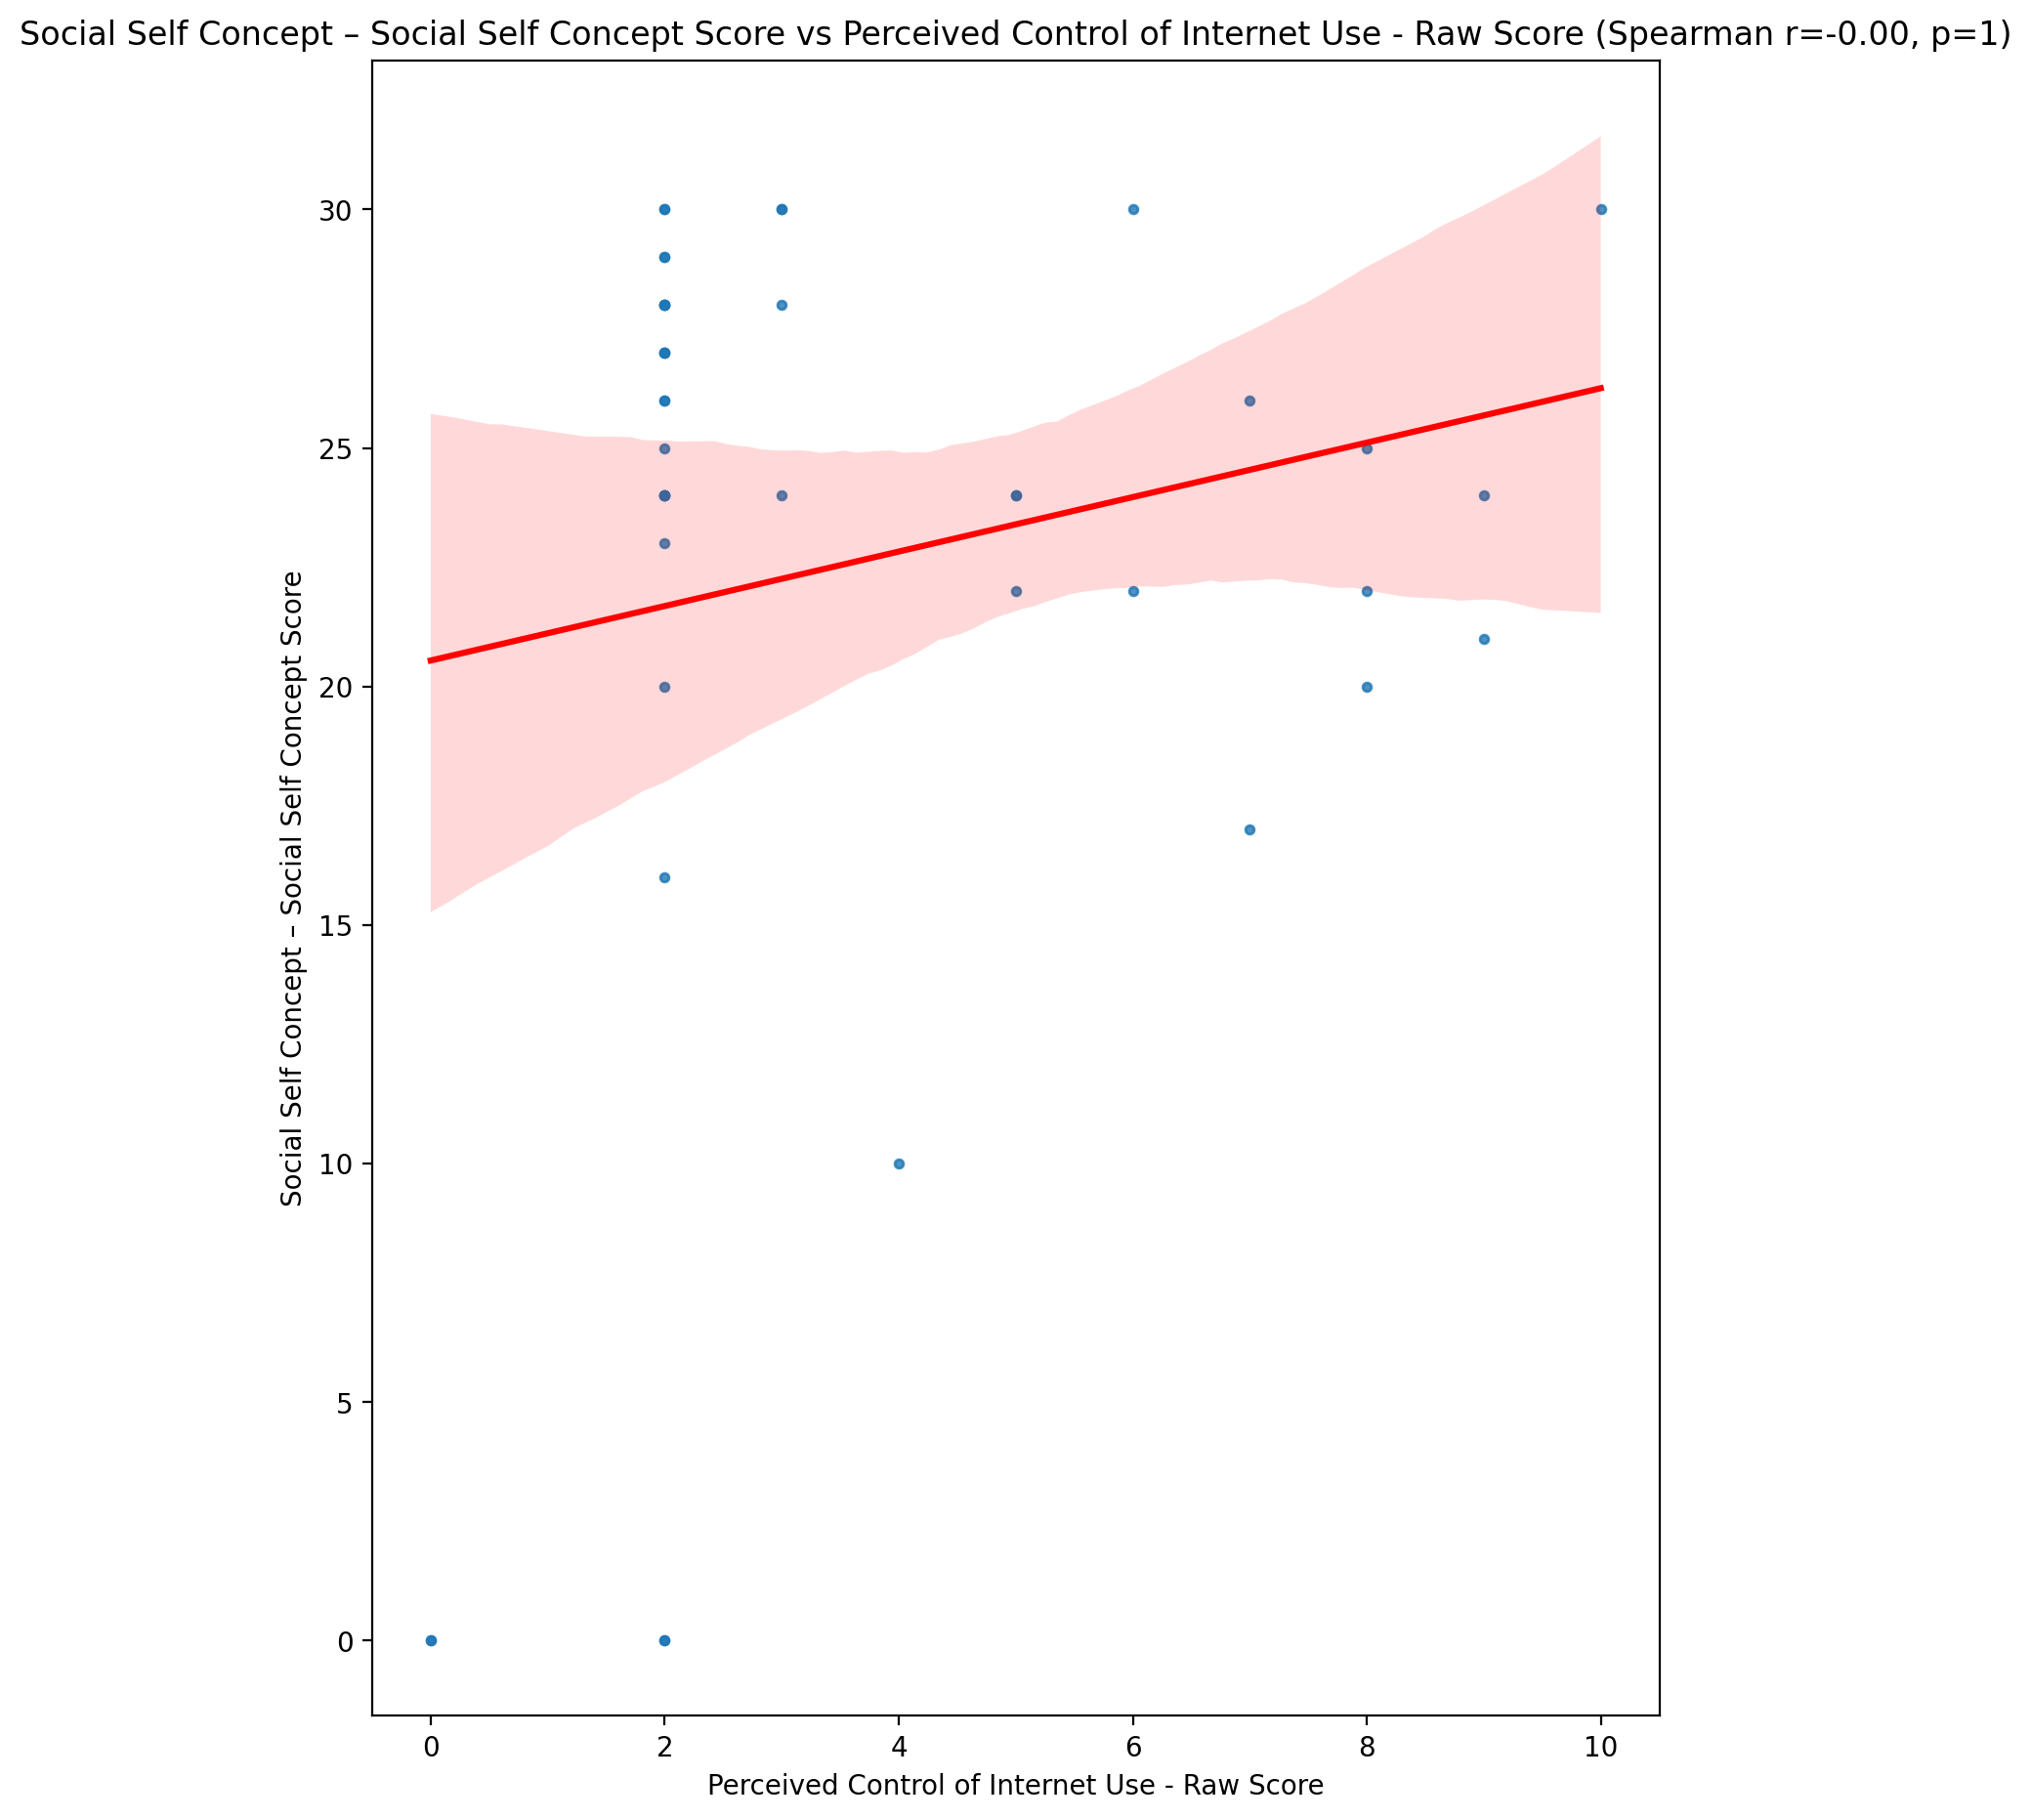 Social Self Concept – Social Self Concept Score vs Perceived Control of Internet Use - Raw Score (Spearman r=-0.00, p=1)
Social Self Concept – Social Self Concept Score
30
25
20
15
10
5
0
0 2 4 6 8 10
Perceived Control of Internet Use - Raw Score